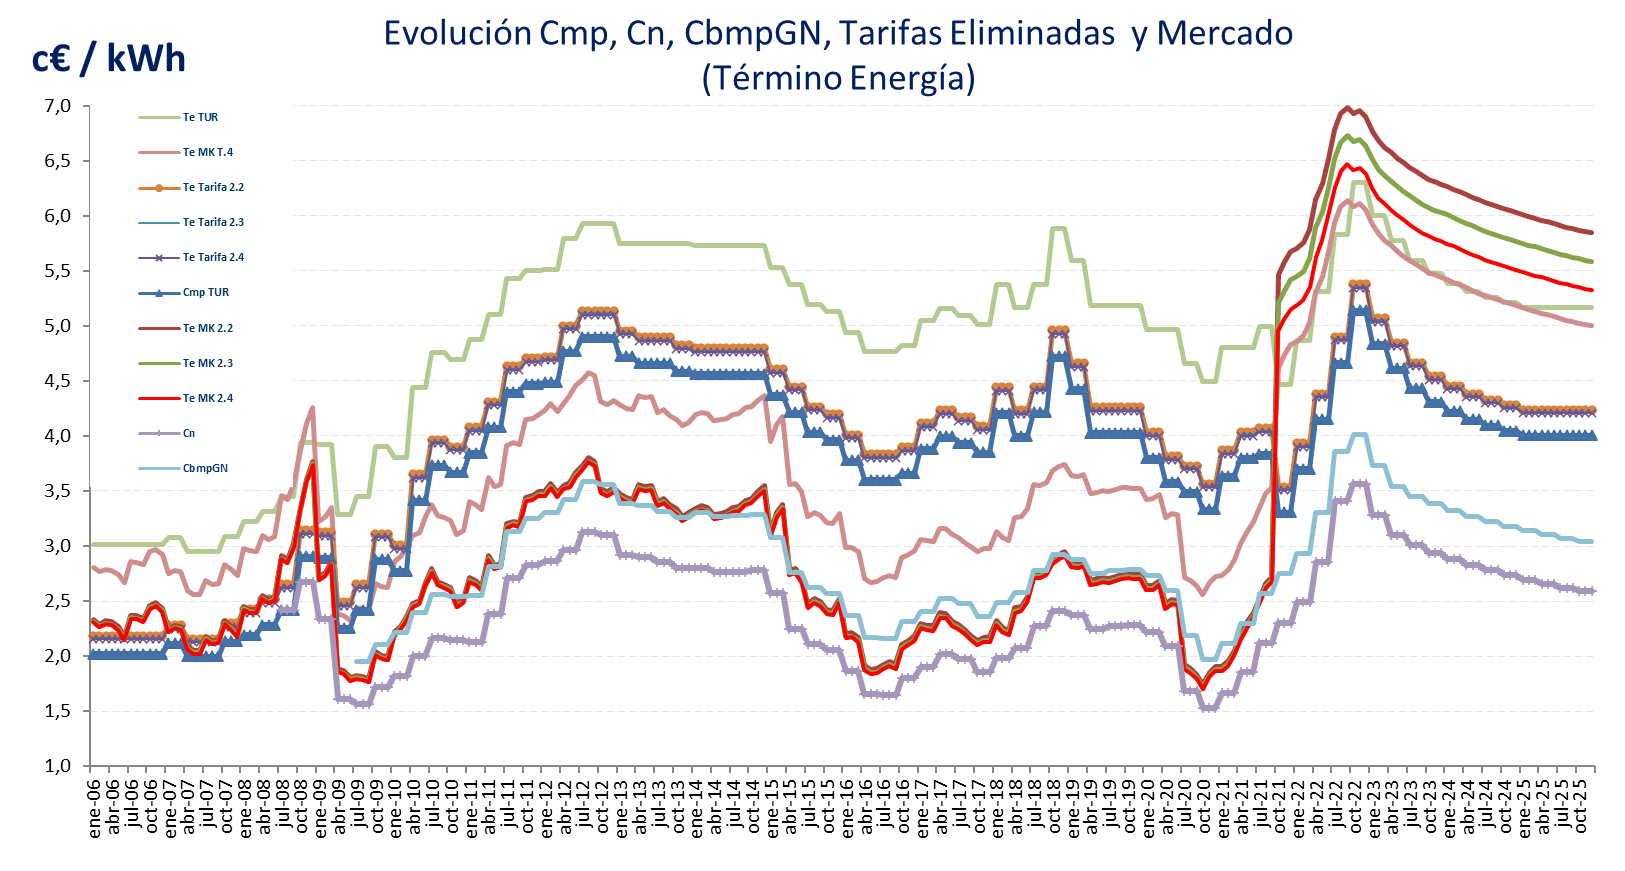 Evolución Cmp, Cn, CbmpGN, Tarifas Eliminadas y Mercado
(Término Energía)
c€ / kWh
7,0
6,5
6,0
5,5
5,0
4,5
4,0
3,5
3,0
2,5
2,0
1,5
1,0
Te TUR
Te MK T.4
Te Tarifa 2.2
Te Tarifa 2.3
Te Tarifa 2.4
Cmp TUR
Te MK 2.2
Te MK 2.3
Te MK 2.4
Cn
CbmpGN
ene-06
abr-06
jul-06
oct-06
ene-07
abr-07
jul-07
oct-07
ene-08
abr-08
jul-08
oct-08
ene-09
abr-09
jul-09
oct-09
ene-10
abr-10
jul-10
oct-10
ene-11
abr-11
jul-11
oct-11
ene-12
abr-12
jul-12
oct-12
ene-13
abr-13
jul-13
oct-13
ene-14
abr-14
jul-14
oct-14
ene-15
abr-15
jul-15
oct-15
ene-16
abr-16
jul-16
oct-16
ene-17
abr-17
jul-17
oct-17
ene-18
abr-18
jul-18
oct-18
ene-19
abr-19
jul-19
oct-19
ene-20
abr-20
jul-20
oct-20
ene-21
abr-21
jul-21
oct-21
ene-22
abr-22
jul-22
oct-22
ene-23
abr-23
jul-23
oct-23
ene-24
abr-24
jul-24
oct-24
ene-25
abr-25
jul-25
oct-25